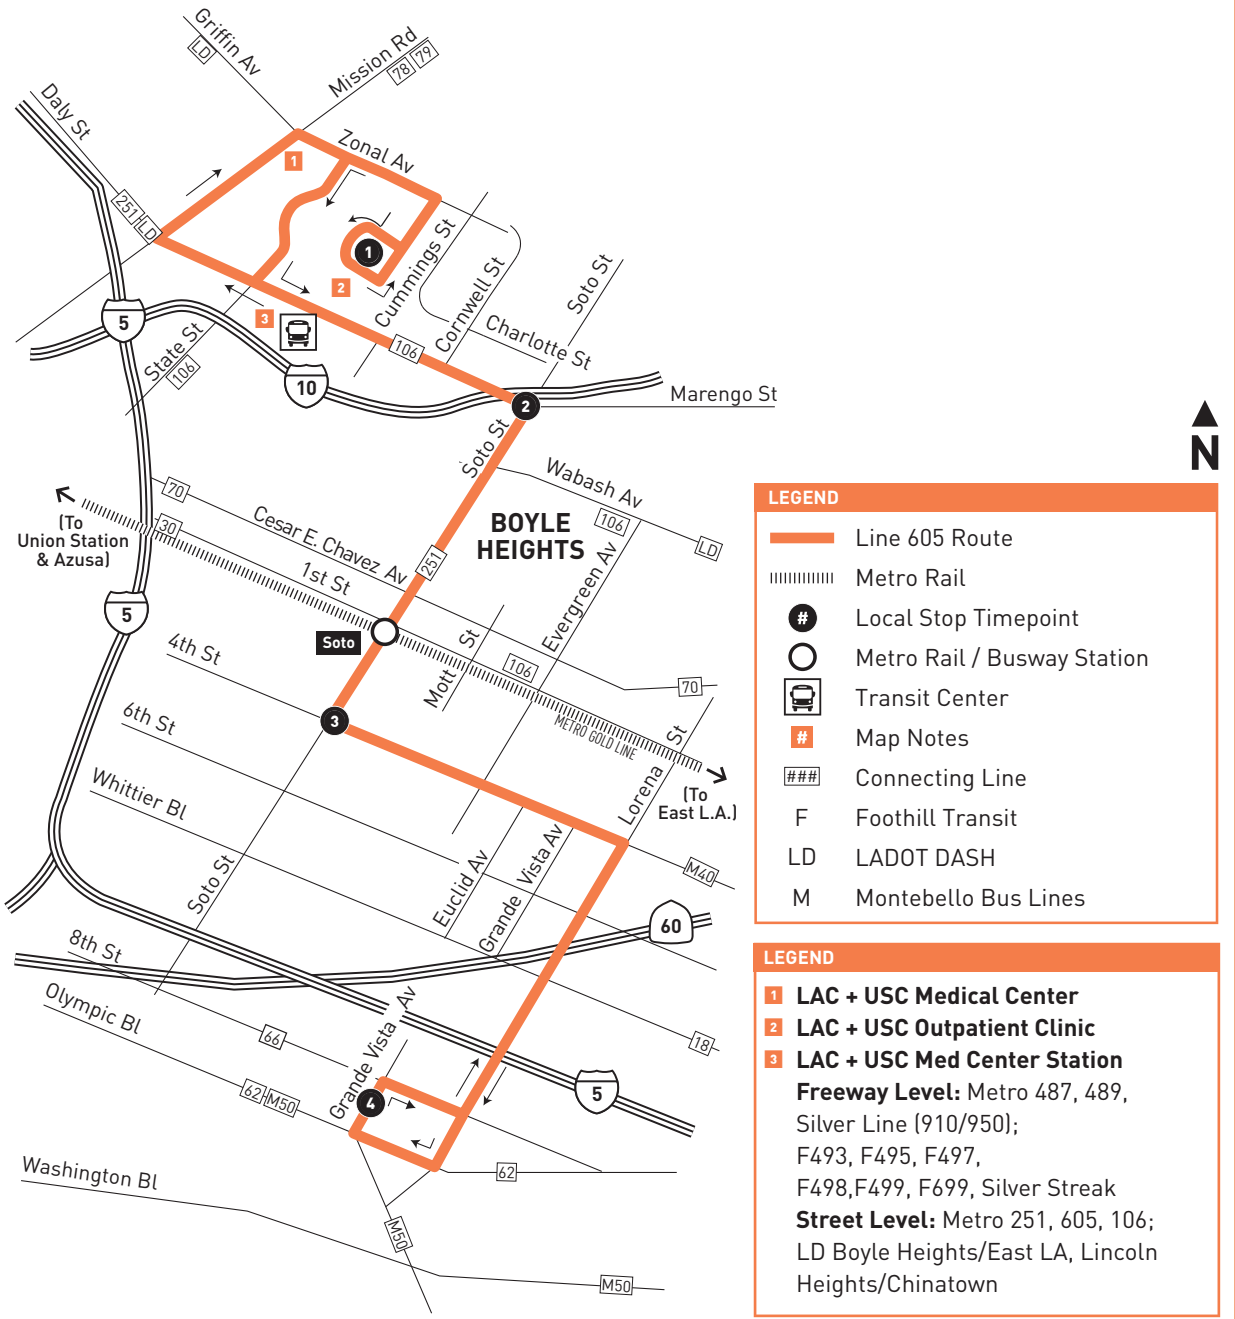 Griffin Av
LD
Mission Rd
78 79
Daly St
251 LD
Zonal Av
1
1
2
3
Cummings St
Cornwell St
Soto St
Charlotte St
5
State St
106
10
106
Marengo St
2
Soto St
Wabash Av
106
LD
N
70
30
(To
Union Station
& Azusa)
Cesar E. Chavez Av
1st St
BOYLE
HEIGHTS
251
Evergreen Av
5
Soto
4th St
Mott St
106
70
3
METRO GOLD LINE
6th St
Lorena St
(To
East L.A.)
Whittier Bl
M40
Soto St
Euclid Av
Grande Vista Av
60
8th St
Olympic Bl
66
18
62 M50
Grande Vista Av
4
5
Washington Bl
62
M50
M50
LEGEND
Line 605 Route
Metro Rail
# Local Stop Timepoint
Metro Rail / Busway Station
Transit Center
# Map Notes
### Connecting Line
F Foothill Transit
LD LADOT DASH
M Montebello Bus Lines
LEGEND
1 LAC + USC Medical Center
2 LAC + USC Outpatient Clinic
3 LAC + USC Med Center Station
Freeway Level: Metro 487, 489,
Silver Line (910/950);
F493, F495, F497,
F498,F499, F699, Silver Streak
Street Level: Metro 251, 605, 106;
LD Boyle Heights/East LA, Lincoln
Heights/Chinatown